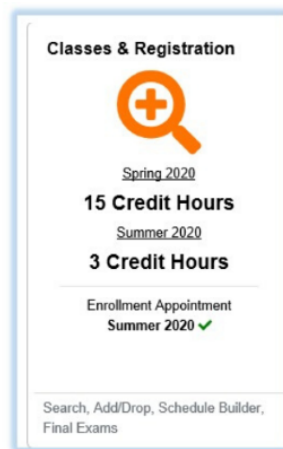 Classes & Registration
Spring 2020
15 Credit Hours
Summer 2020
3 Credit Hours
Enrollment Appointment
Summer 2020 ✓
Search, Add/Drop, Schedule Builder,
Final Exams